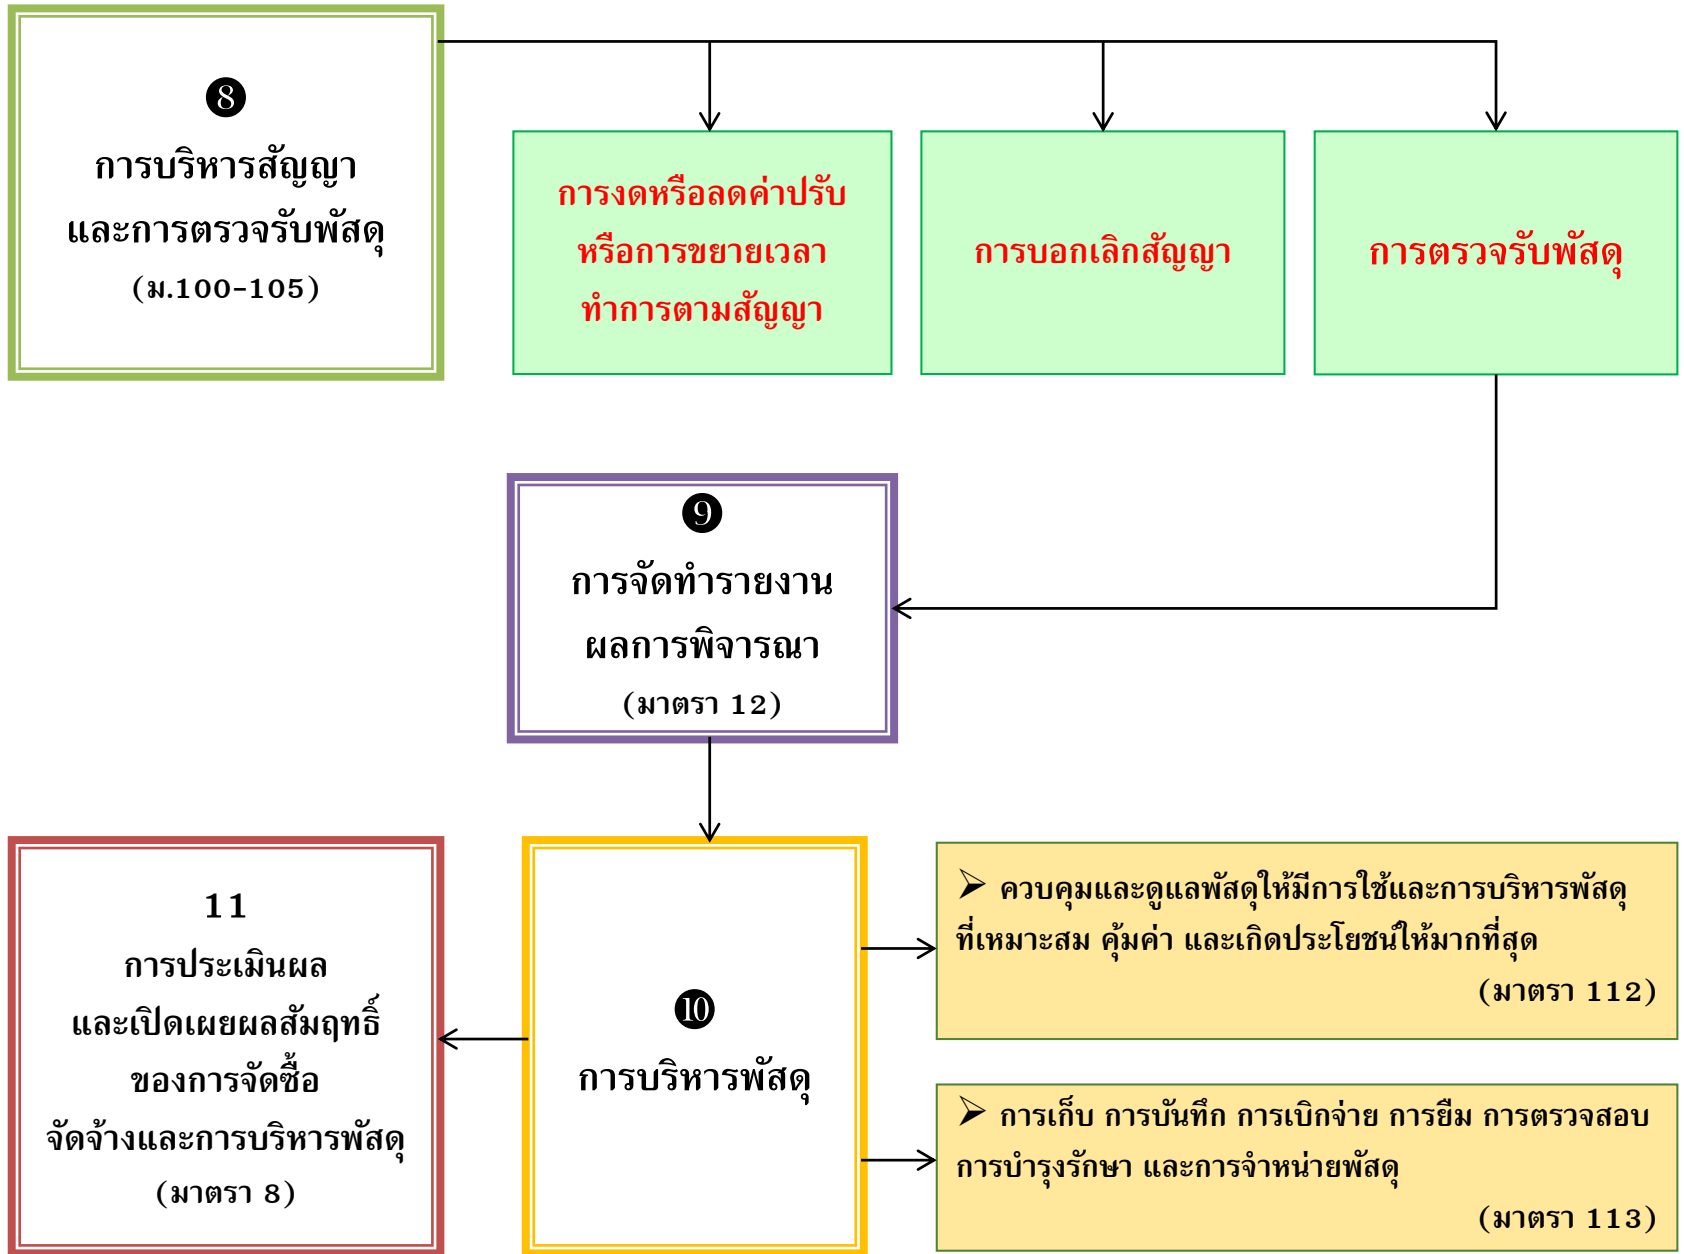 ❽
การบริหารสัญญา
และการตรวจรับพัสดุ
(ม.100-105)
การงดหรือลดค่าปรับ
หรือการขยายเวลา
ทำการตามสัญญา
การบอกเลิกสัญญา
การตรวจรับพัสดุ
❾
การจัดทำรายงาน
ผลการพิจารณา
(มาตรา 12)
❿
การบริหารพัสดุ
➢ ควบคุมและดูแลพัสดุให้มีการใช้และการบริหารพัสดุ
ที่เหมาะสม คุ้มค่า และเกิดประโยชน์ให้มากที่สุด
(มาตรา 112)
➢ การเก็บ การบันทึก การเบิกจ่าย การยืม การตรวจสอบ
การบำรุงรักษา และการจำหน่ายพัสดุ
(มาตรา 113)
11
การประเมินผล
และเปิดเผยผลสัมฤทธิ์
ของการจัดซื้อ
จัดจ้างและการบริหารพัสดุ
(มาตรา 8)